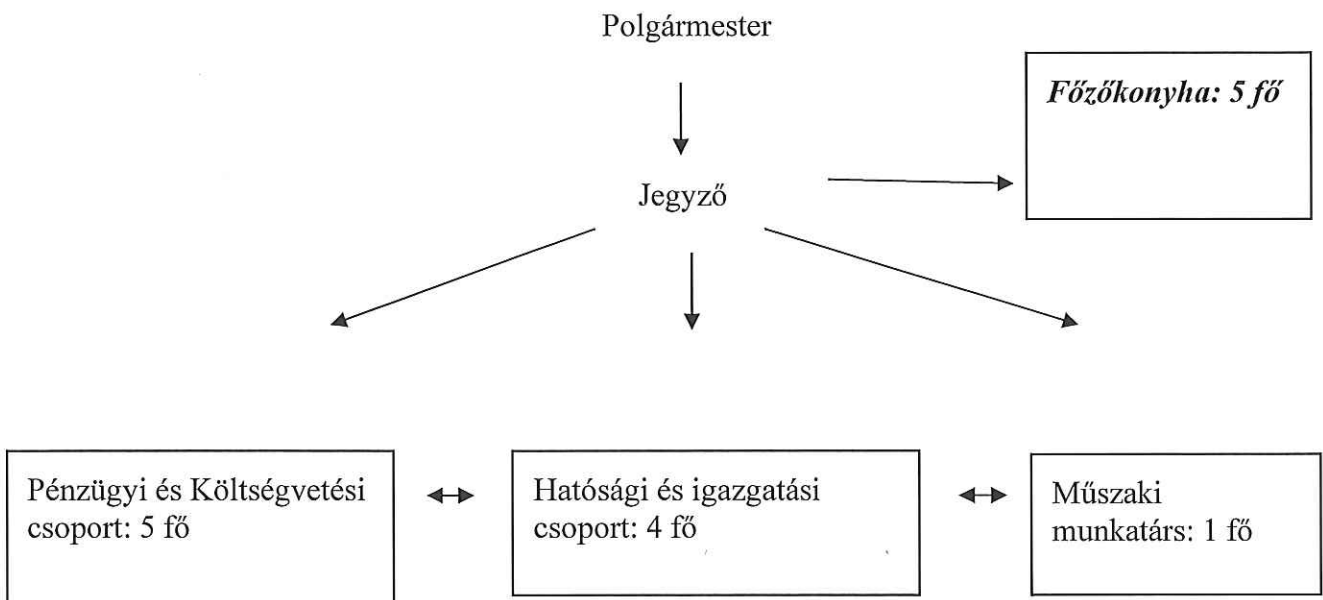 Polgármester
Főzőkonyha: 5 fő
Jegyző
Pénzügyi és Költségvetési
csoport: 5 fő
Hatósági és igazgatási
csoport: 4 fő
Műszaki
munkatárs: 1 fő